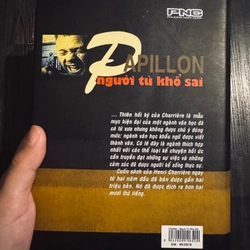 PNC
PAPILLON
người tù khổ sai
... Thiên hồi ký của Charrière là mẫu
mực hiện đại của một ngành văn học đã
có từ xưa nhưng không được chú ý đúng
mức: ngành văn học khẩu ngữ được viết
thành văn. Có lẽ đây là ngành thích hợp
nhất với các thể loại kể chuyện hồi ức
cần truyền đạt những sự việc và những
cảm xúc đã được người kể sống thực sự.
Cuốn sách của Henri Charrière ngay
từ hai năm đầu đã bán được gần hai
triệu bản. Nó đã được dịch ra hơn hai
mươi thứ tiếng.